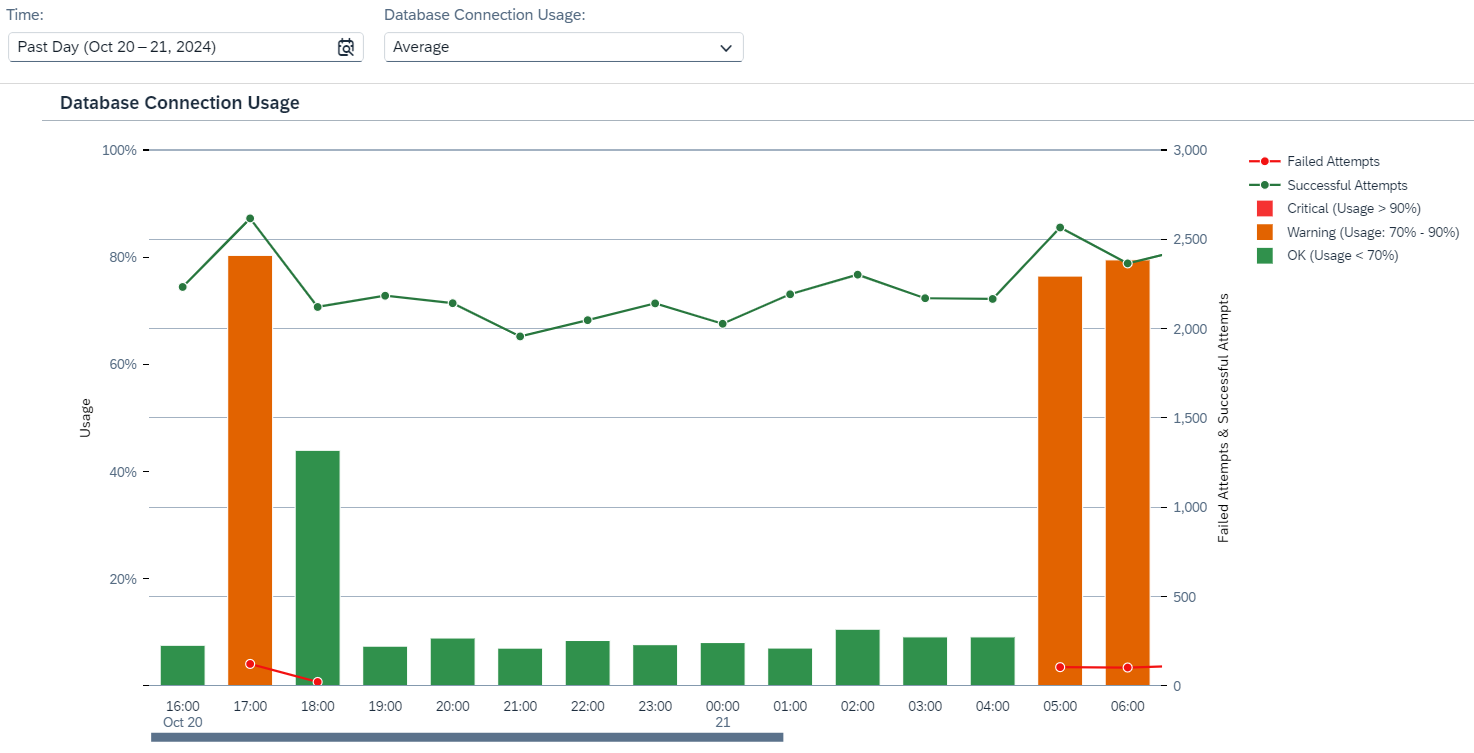 Time:
Database Connection Usage:
Past Day (Oct 20 – 21, 2024)
Average
Database Connection Usage
100%
80%
60%
40%
20%
Usage
3,000
2,500
2,000
1,500
1,000
500
0
Failed Attempts & Successful Attempts
Failed Attempts
Successful Attempts
Critical (Usage > 90%)
Warning (Usage: 70% - 90%)
OK (Usage < 70%)
16:00 17:00 18:00 19:00 20:00 21:00 22:00 23:00 00:00 01:00 02:00 03:00 04:00 05:00 06:00
Oct 20 21